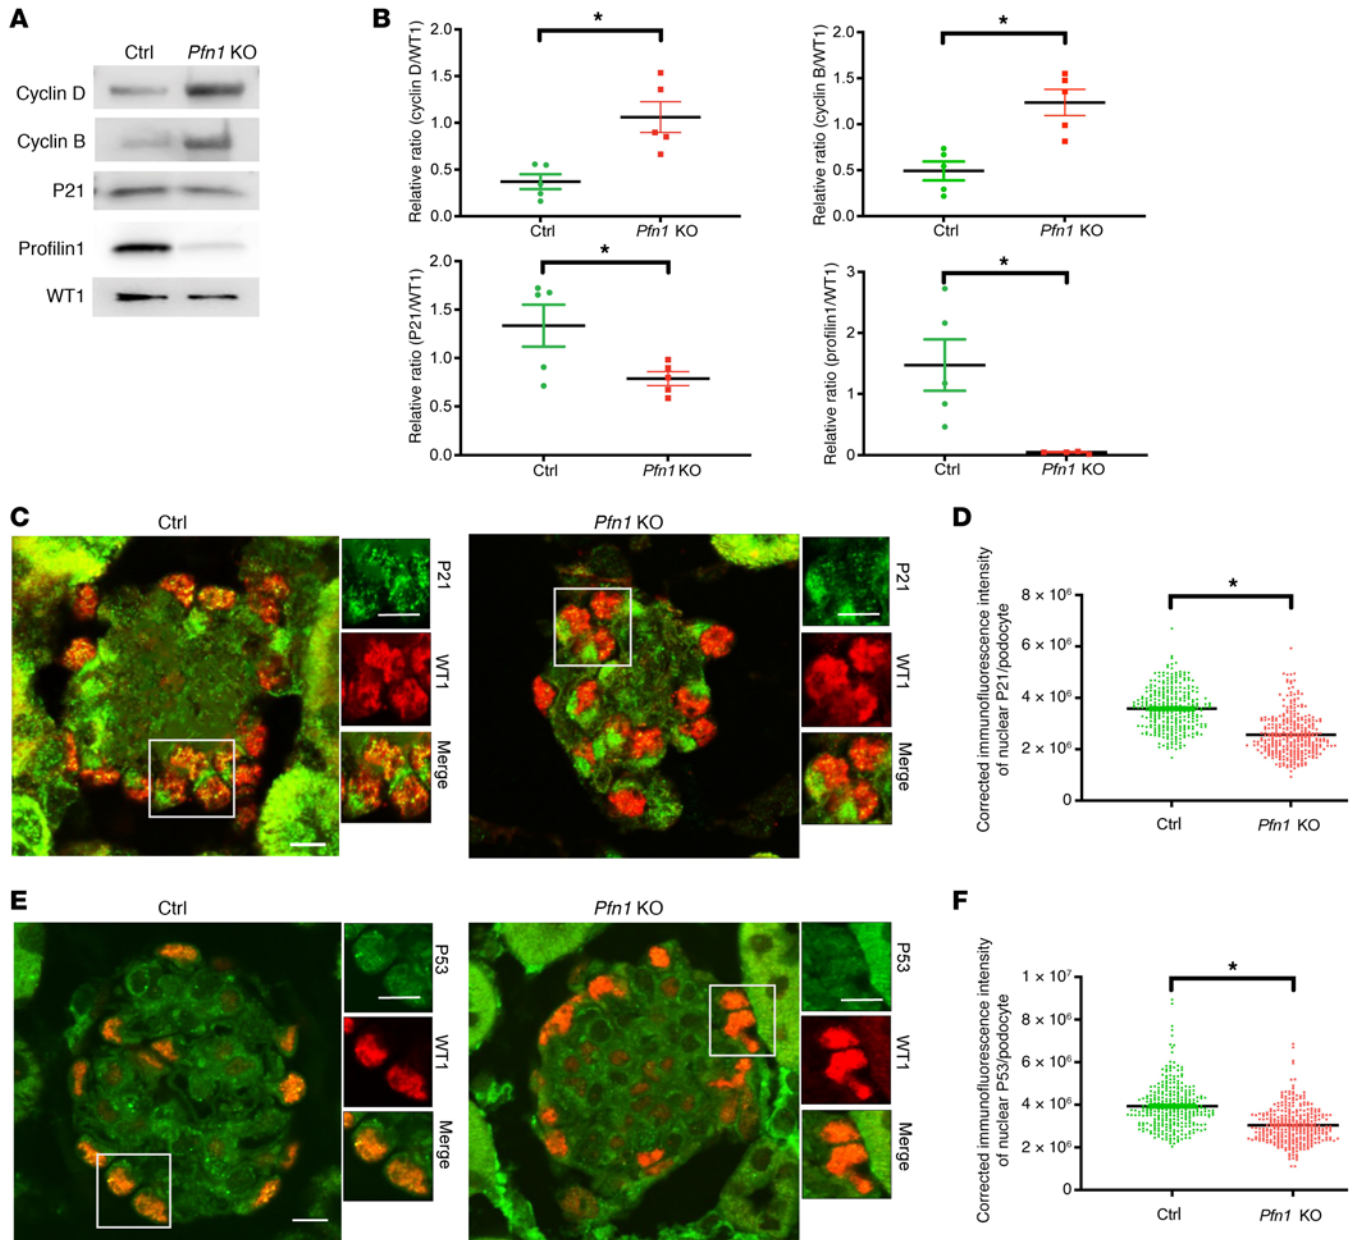 A
Ctrl Pfn1 KO
Cyclin D
Cyclin B
P21
Profilin1
WT1
B
Relative ratio (cyclin D/WT1)
2.0
1.5
1.0
0.5
0.0
*
Ctrl Pfn1 KO
Relative ratio (cyclin B/WT1)
2.0
1.5
1.0
0.5
0.0
*
Ctrl Pfn1 KO
Relative ratio (P21/WT1)
2.0
1.5
1.0
0.5
0.0
*
Ctrl Pfn1 KO
Relative ratio (profilin1/WT1)
3
2
1
0
*
Ctrl Pfn1 KO
C
Ctrl
P21
WT1
Merge
Pfn1 KO
P21
WT1
Merge
D
Corrected immunofluorescence intensity
of nuclear P21/podocyte
8 × 10⁶
6 × 10⁶
4 × 10⁶
2 × 10⁶
0
*
Ctrl Pfn1 KO
E
Ctrl
P53
WT1
Merge
Pfn1 KO
P53
WT1
Merge
F
Corrected immunofluorescence intensity
of nuclear P53/podocyte
1 × 10⁷
8 × 10⁶
6 × 10⁶
4 × 10⁶
2 × 10⁶
0
*
Ctrl Pfn1 KO